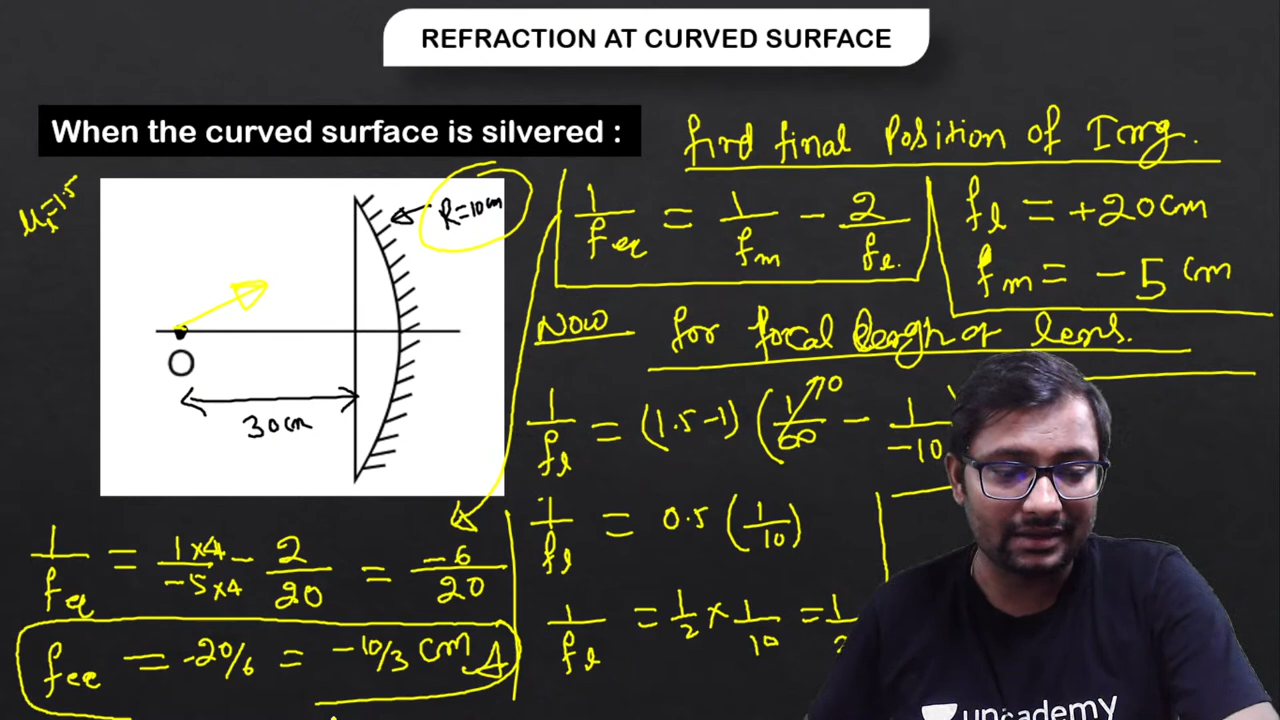 REFRACTION AT CURVED SURFACE
When the curved surface is silvered :
find final Position of Img.
μ=1.5
R=10cm
O
30cm
1/feq = 1/fm - 2/fl.
fl = +20cm
fm = -5 cm
Now for focal length of lens.
1/fl = (1.5-1) (1/∞ - 1/-10
0
1/fl = 0.5 (1/10)
1/fl = 1/2 × 1/10 = 1/
1/feq = 1×4/-5×4 - 2/20 = -6/20
feq = -20/6 = -10/3 cm
unacademy